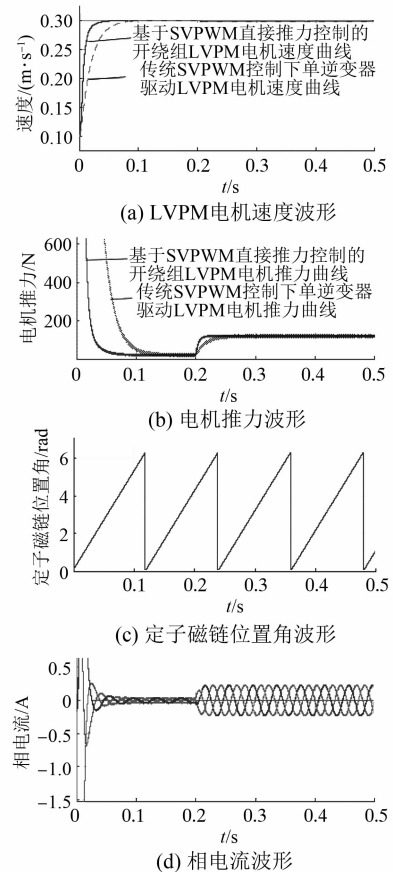 0.30
0.25
0.20
0.15
0.10
速度/(m·s⁻¹)
基于SVPWM直接推力控制的
开绕组LVPM电机速度曲线
传统SVPWM控制下单逆变器
驱动LVPM电机速度曲线
0 0.1 0.2 0.3 0.4 0.5
t/s
(a) LVPM电机速度波形
600
400
200
电机推力/N
基于SVPWM直接推力控制的
开绕组LVPM电机推力曲线
传统SVPWM控制下单逆变器
驱动LVPM电机推力曲线
0 0.1 0.2 0.3 0.4 0.5
t/s
(b) 电机推力波形
6
4
2
0
定子磁链位置角/rad
0.1 0.2 0.3 0.4 0.5
t/s
(c) 定子磁链位置角波形
0.5
0
−0.5
−1.0
−1.5
相电流/A
0 0.1 0.2 0.3 0.4 0.5
t/s
(d) 相电流波形